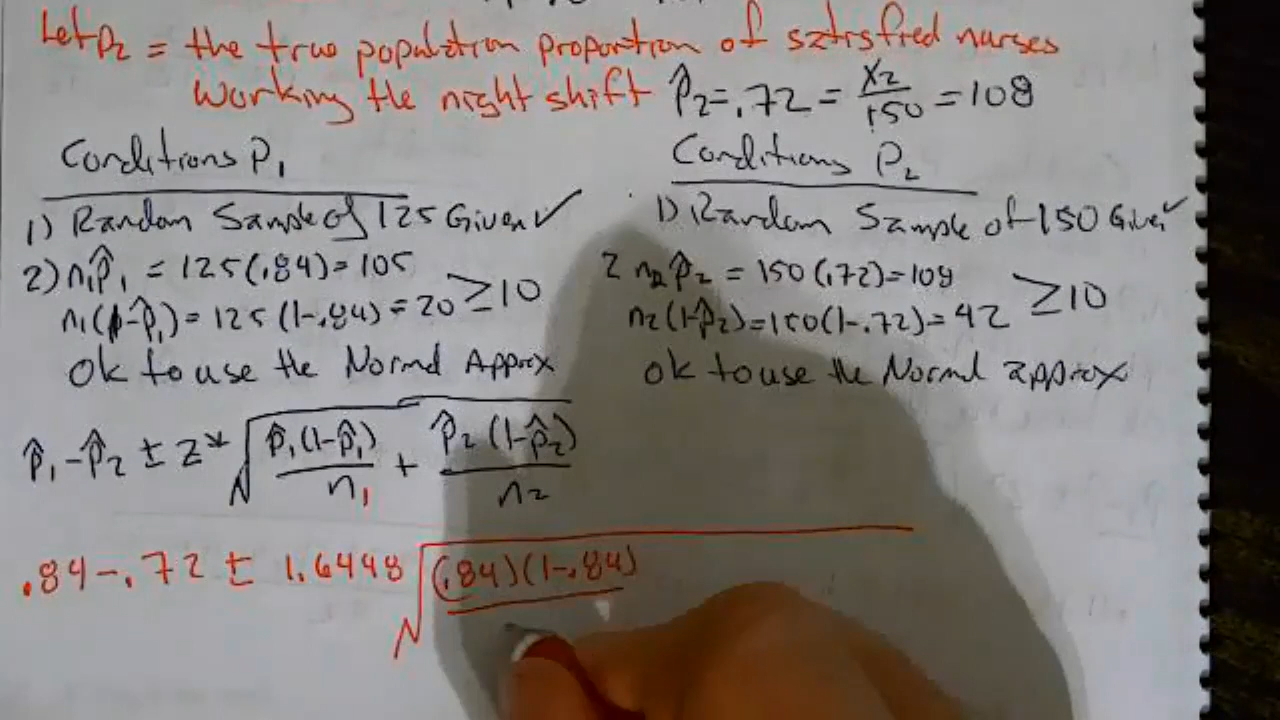 Let p₂ = the true population proportion of satisfied nurses
working the night shift p̂₂ = .72 = x₂/150 = 108
Conditions P₁
1) Random Sample of 125 Given ✓
2) n₁p̂₁ = 125(.84) = 105
n₁(1-p̂₁) = 125(1-.84) = 20 ≥10
Ok to use the Normal Approx
Conditions P₂
1) Random Sample of 150 Given ✓
2 n₂p̂₂ = 150(.72) = 108
n₂(1-p̂₂) = 150(1-.72) = 42 ≥10
Ok to use the Normal approx
p̂₁-p̂₂ ± z* √(p̂₁(1-p̂₁)/n₁ + p̂₂(1-p̂₂)/n₂)
.84-.72 ± 1.6448 √(.84)(1-.84)